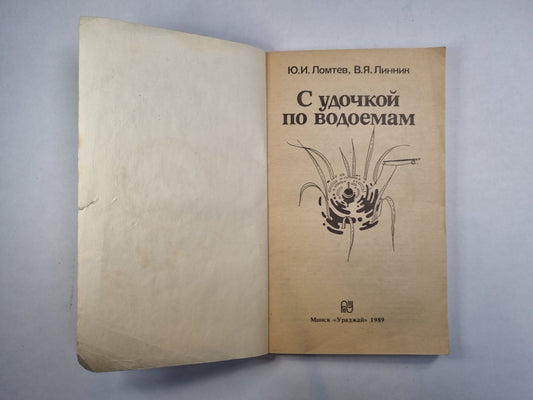 Ю.И. Ломтев, В.Я. Линник
С удочкой
по водоемам
Минск «Ураджай» 1989